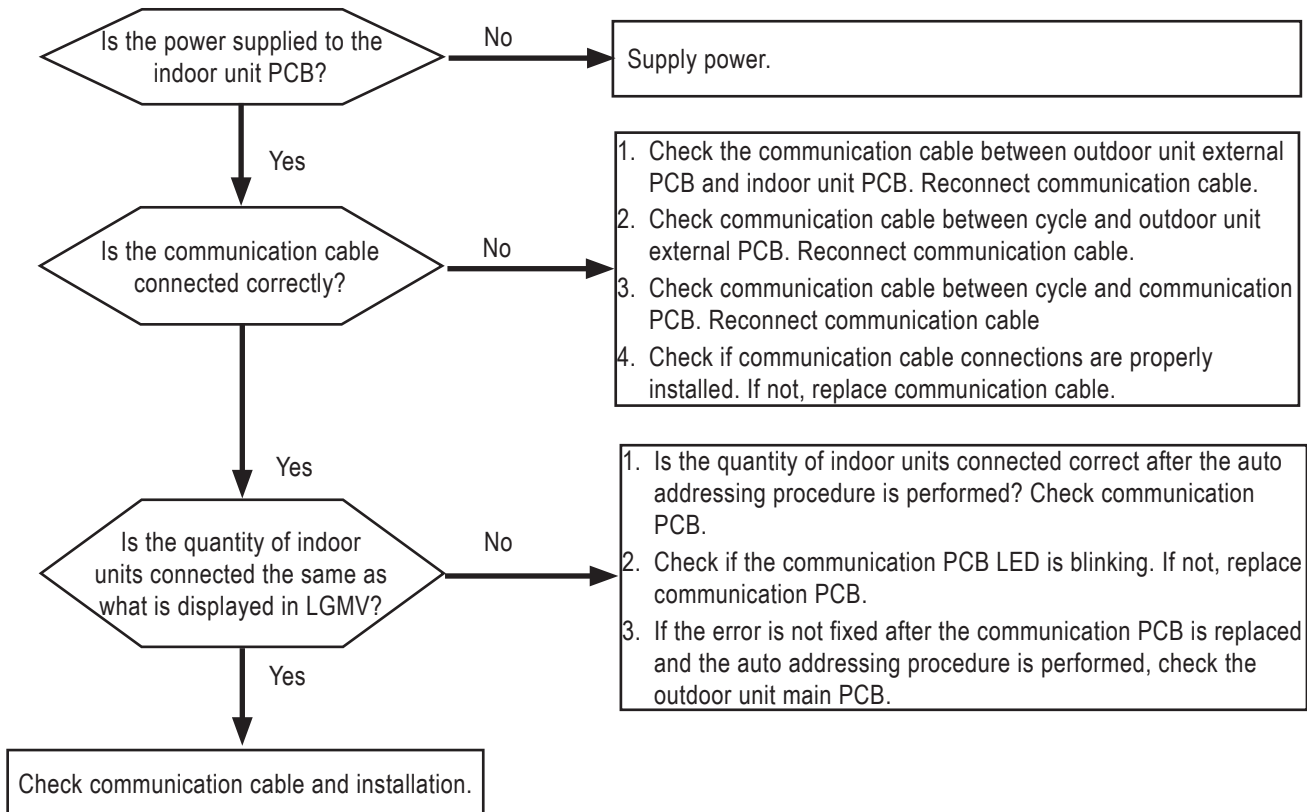 Is the power supplied to the
indoor unit PCB?
No
Supply power.
Yes
Is the communication cable
connected correctly?
No
1. Check the communication cable between outdoor unit external
PCB and indoor unit PCB. Reconnect communication cable.
2. Check communication cable between cycle and outdoor unit
external PCB. Reconnect communication cable.
3. Check communication cable between cycle and communication
PCB. Reconnect communication cable
4. Check if communication cable connections are properly
installed. If not, replace communication cable.
Yes
Is the quantity of indoor
units connected the same as
what is displayed in LGMV?
No
1. Is the quantity of indoor units connected correct after the auto
addressing procedure is performed? Check communication
PCB.
2. Check if the communication PCB LED is blinking. If not, replace
communication PCB.
3. If the error is not fixed after the communication PCB is replaced
and the auto addressing procedure is performed, check the
outdoor unit main PCB.
Yes
Check communication cable and installation.